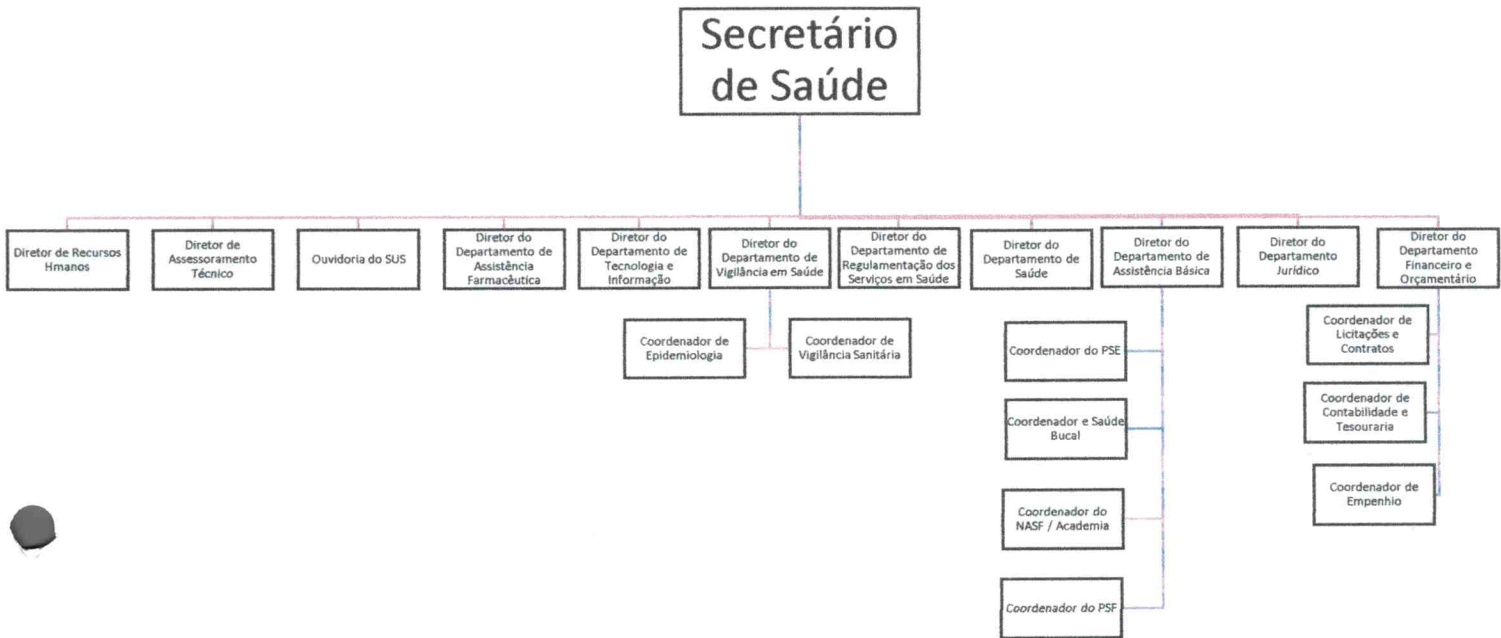 Secretário
de Saúde
Diretor de Recursos
Hmanos
Diretor de
Assessoramento
Técnico
Ouvidoria do SUS
Diretor do
Departamento de
Assistência
Farmacêutica
Diretor do
Departamento de
Tecnologia e
Informação
Diretor do
Departamento de
Vigilância em Saúde
Diretor do
Departamento de
Regulamentação dos
Serviços em Saúde
Diretor do
Departamento de
Saúde
Diretor do
Departamento de
Assistência Básica
Diretor do
Departamento
Jurídico
Diretor do
Departamento
Financeiro e
Orçamentário
Coordenador de
Epidemiologia
Coordenador de
Vigilância Sanitária
Coordenador do PSE
Coordenador e Saúde
Bucal
Coordenador do
NASF / Academia
Coordenador do PSF
Coordenador de
Licitações e
Contratos
Coordenador de
Contabilidade e
Tesouraria
Coordenador de
Empenhio